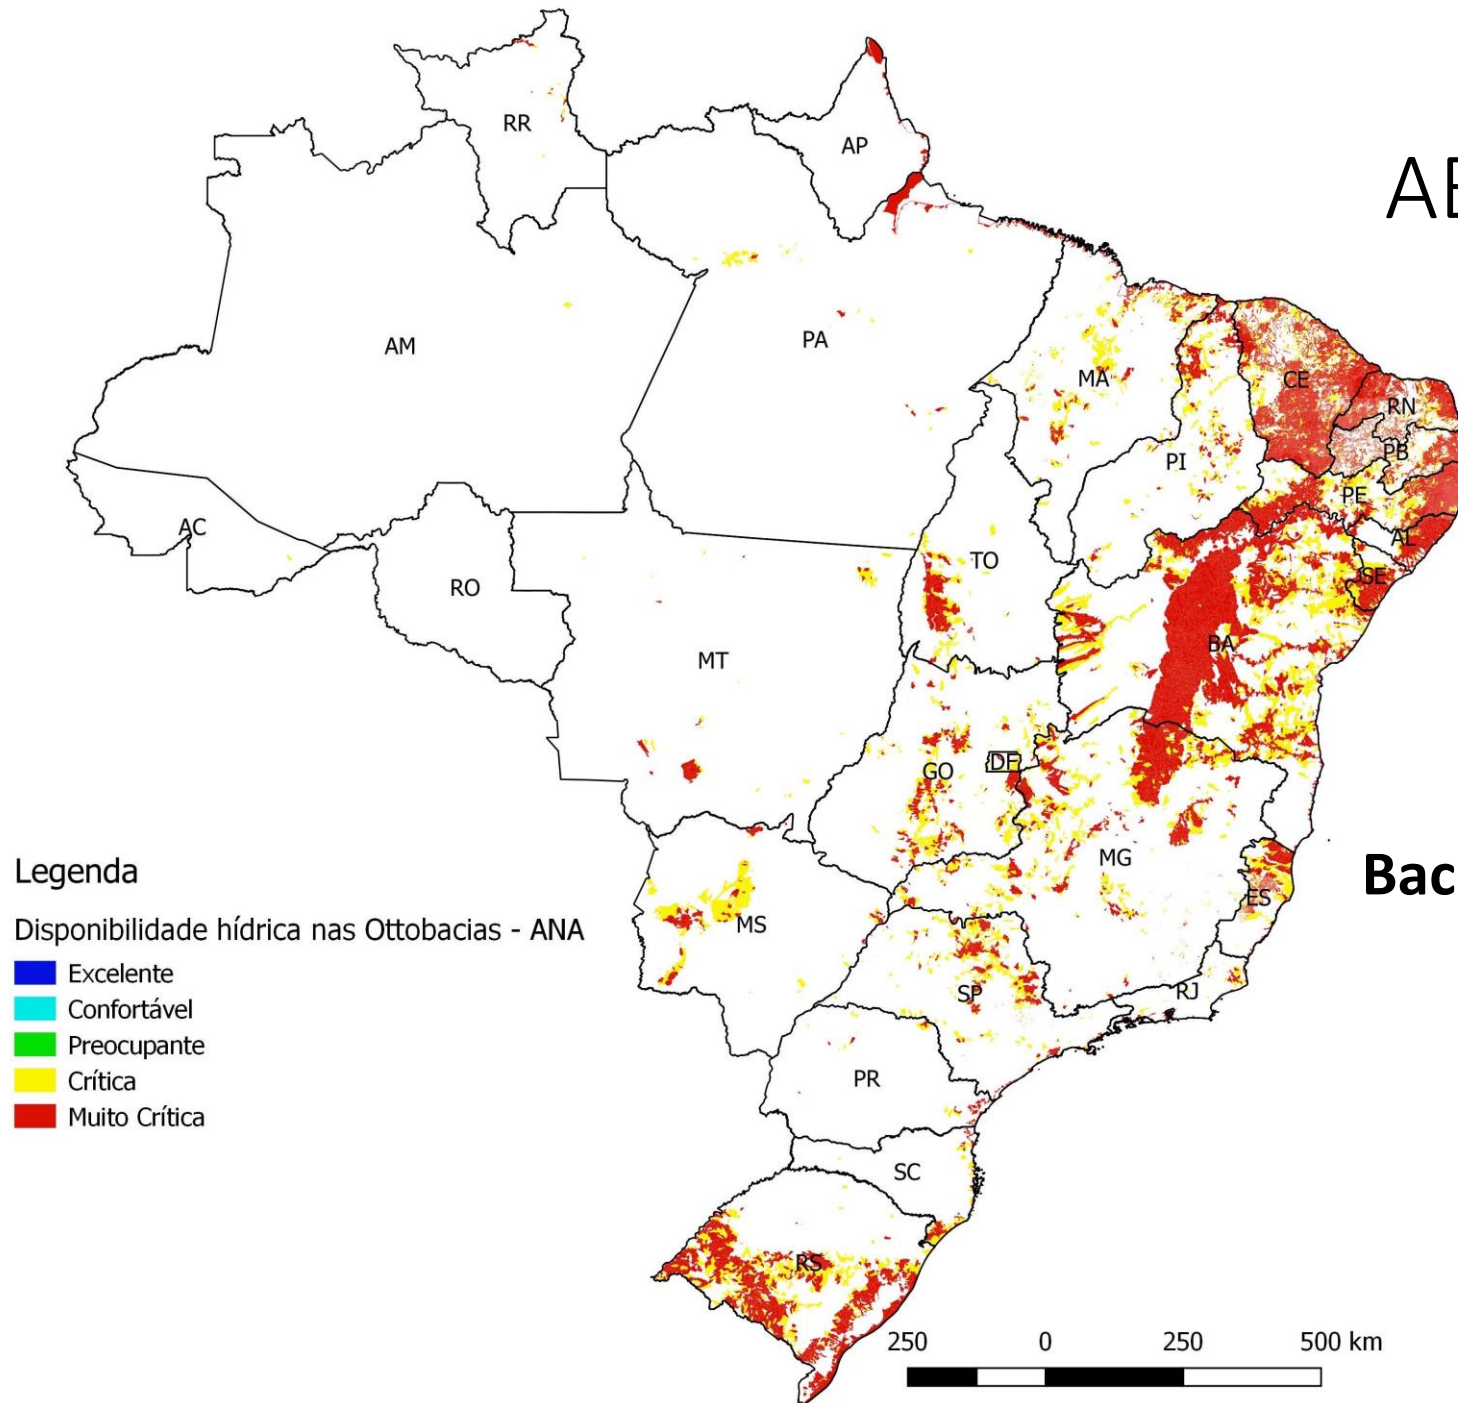 RR
AP
AE
AM
PA
MA
CE
RN
PB
PI
PE
AL
SE
AC
RO
TO
BA
MT
GO
DF
MG
ES
MS
SP
RJ
PR
SC
RS
Bac
Legenda
Disponibilidade hídrica nas Ottobacias - ANA
Excelente
Confortável
Preocupante
Crítica
Muito Crítica
250 0 250 500 km